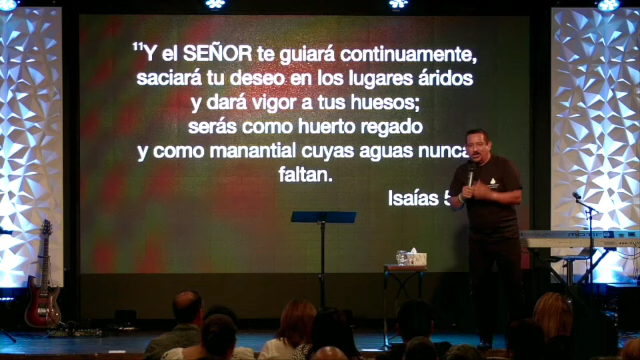 ¹¹Y el SEÑOR te guiará continuamente,
saciará tu deseo en los lugares áridos
y dará vigor a tus huesos;
serás como huerto regado
y como manantial cuyas aguas nunca
faltan.
Isaías 5